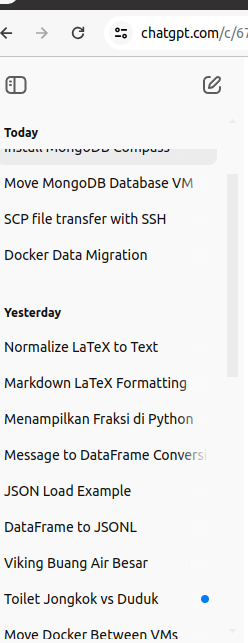 chatgpt.com/c/67
Today
Install MongoDB Compass
Move MongoDB Database VM
SCP file transfer with SSH
Docker Data Migration
Yesterday
Normalize LaTeX to Text
Markdown LaTeX Formatting
Menampilkan Fraksi di Python
Message to DataFrame Conversi
JSON Load Example
DataFrame to JSONL
Viking Buang Air Besar
Toilet Jongkok vs Duduk
Move Docker Between VMs